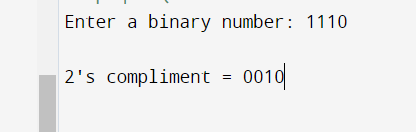 Enter a binary number: 1110
2's compliment = 0010